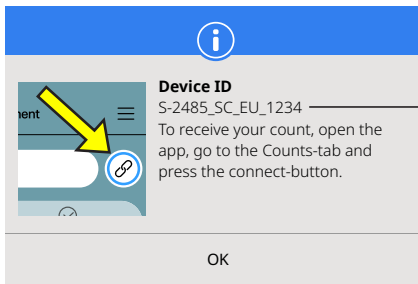 Device ID
S-2485_SC_EU_1234
To receive your count, open the
app, go to the Counts-tab and
press the connect-button.
OK